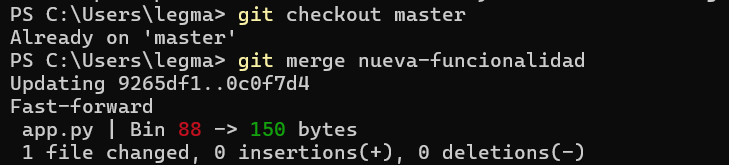 PS C:\Users\legma> git checkout master
Already on 'master'
PS C:\Users\legma> git merge nueva-funcionalidad
Updating 9265df1..0c0f7d4
Fast-forward
 app.py | Bin 88 -> 150 bytes
 1 file changed, 0 insertions(+), 0 deletions(-)